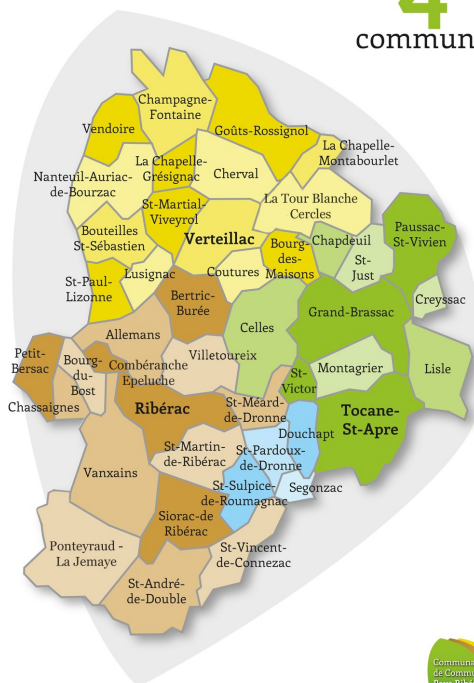 4
commun
Champagne-
Fontaine
Vendoire
Goûts-Rossignol
La Chapelle-
Montabourlet
La Chapelle-
Grésignac
Cherval
Nanteuil-Auriac-
de-Bourzac
St-Martial-
Viveyrol
La Tour Blanche
Cercles
Bouteilles
St-Sébastien
Verteillac
Bourg-
des-
Maisons
Chapdeuil
St-
Just
Paussac-
St-Vivien
St-Paul-
Lizonne
Lusignac
Coutures
Creyssac
Bertric-
Burée
Grand-Brassac
Celles
Allemans
Petit-
Bersac
Bourg-
du-
Bost
Combéranche
Epeluche
Villetoureix
Montagrier
Lisle
St-
Victor
Chassaignes
Ribérac
St-Méard-
de-Dronne
Tocane-
St-Apre
Douchapt
St-Martin-
de-Ribérac
St-Pardoux-
de-Dronne
Vanxains
St-Sulpice-
de-Roumagnac
Segonzac
Siorac-de
Ribérac
Ponteyraud -
La Jemaye
St-Vincent-
de-Connezac
St-André-
de-Double
Communa
de Commu